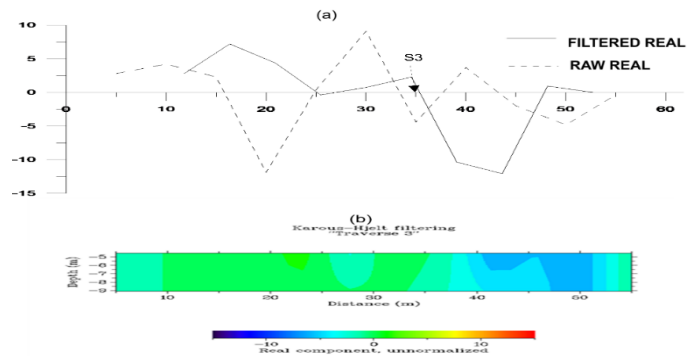 (a)
10
5
0
-5
-10
-15
-0 10 20 30 40 50 60
S3
FILTERED REAL
RAW REAL
(b)
Karous-Hjelt filtering
"Traverse 3"
Depth (m)
-5
-6
-7
-8
-9
10 20 30 40 50
Distance (m)
-10 0 10
Real component, unnormalized